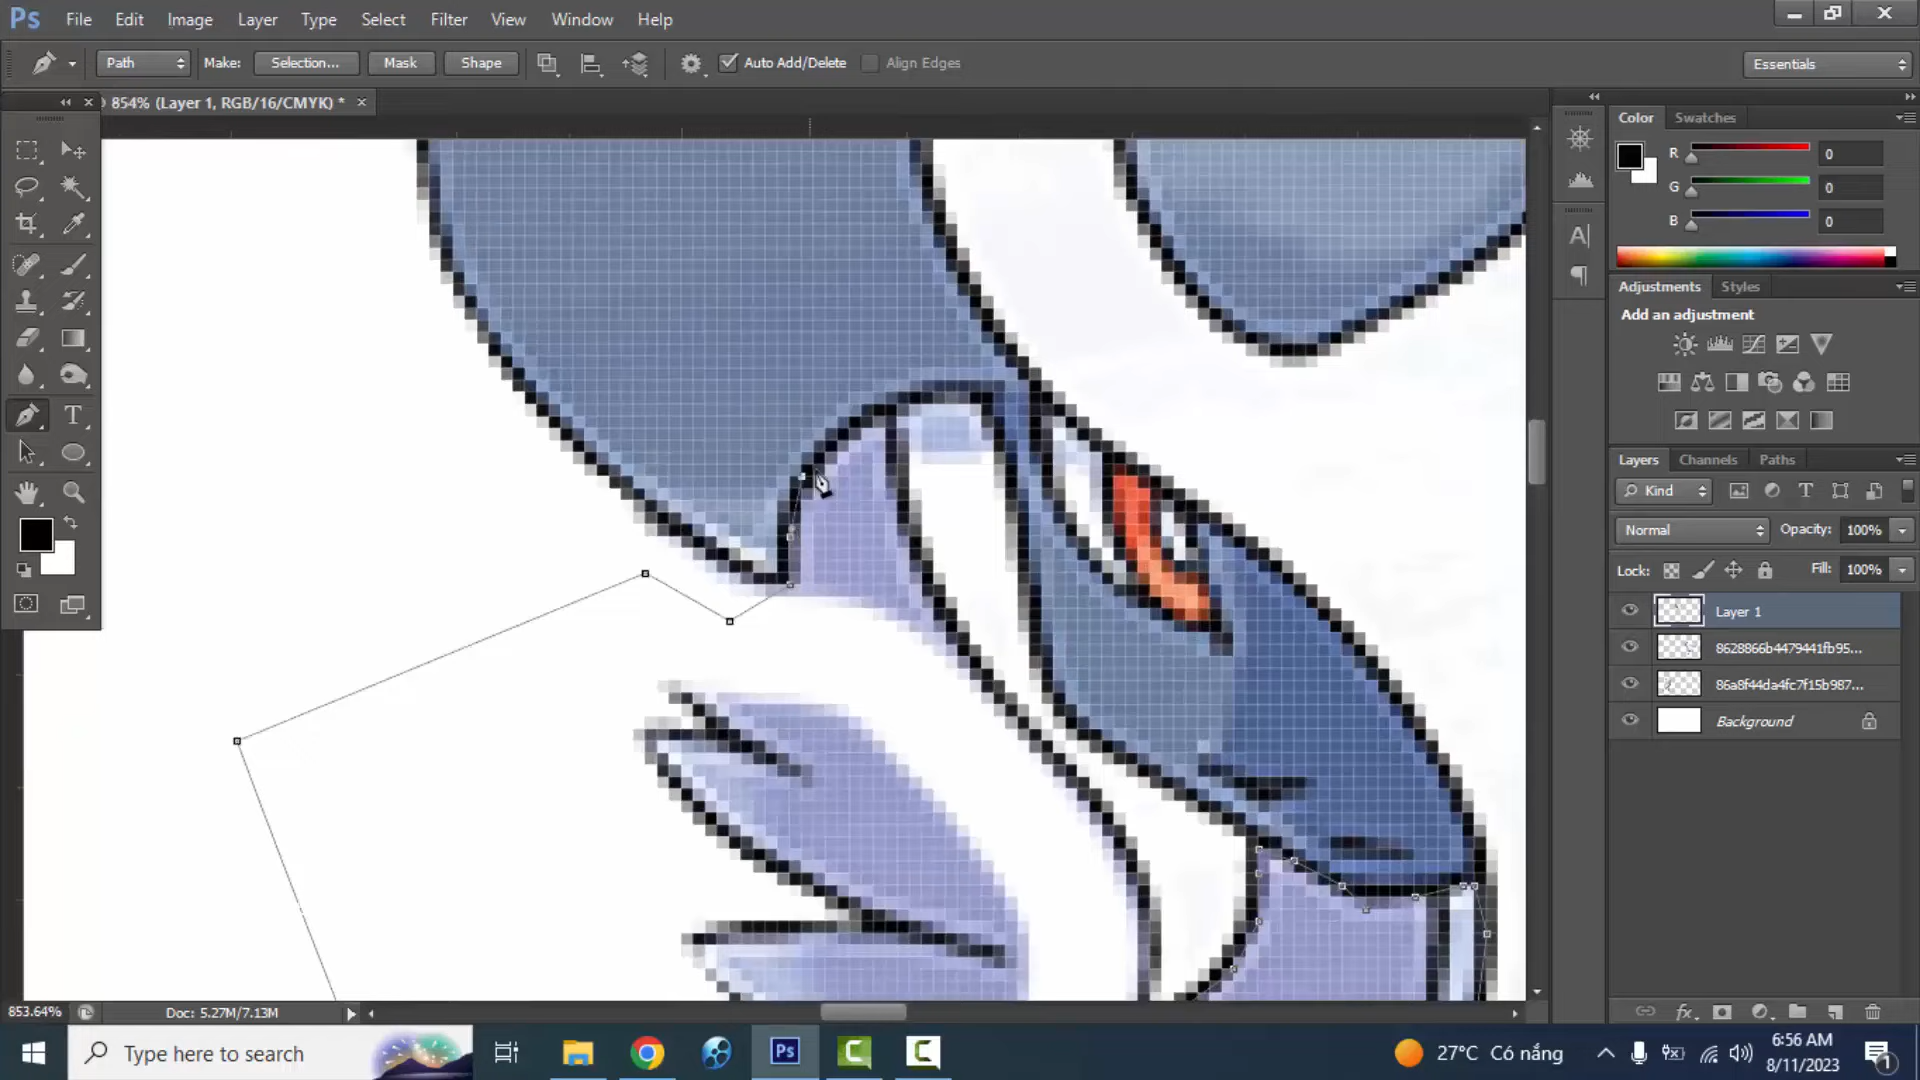 Ps File Edit Image Layer Type Select Filter View Window Help
Path Make: Selection... Mask Shape Auto Add/Delete Align Edges Essentials
854% (Layer 1, RGB/16/CMYK) * ×
Color Swatches
R 0
G 0
B 0
Adjustments Styles
Add an adjustment
Layers Channels Paths
Kind
Normal Opacity: 100%
Lock: Fill: 100%
Layer 1
8628866b4479441fb95...
86a8f44da4fc7f15b987...
Background
853.64% Doc: 5.27M/7.13M
Type here to search
Ps
27°C Có nắng
6:56 AM
8/11/2023
1